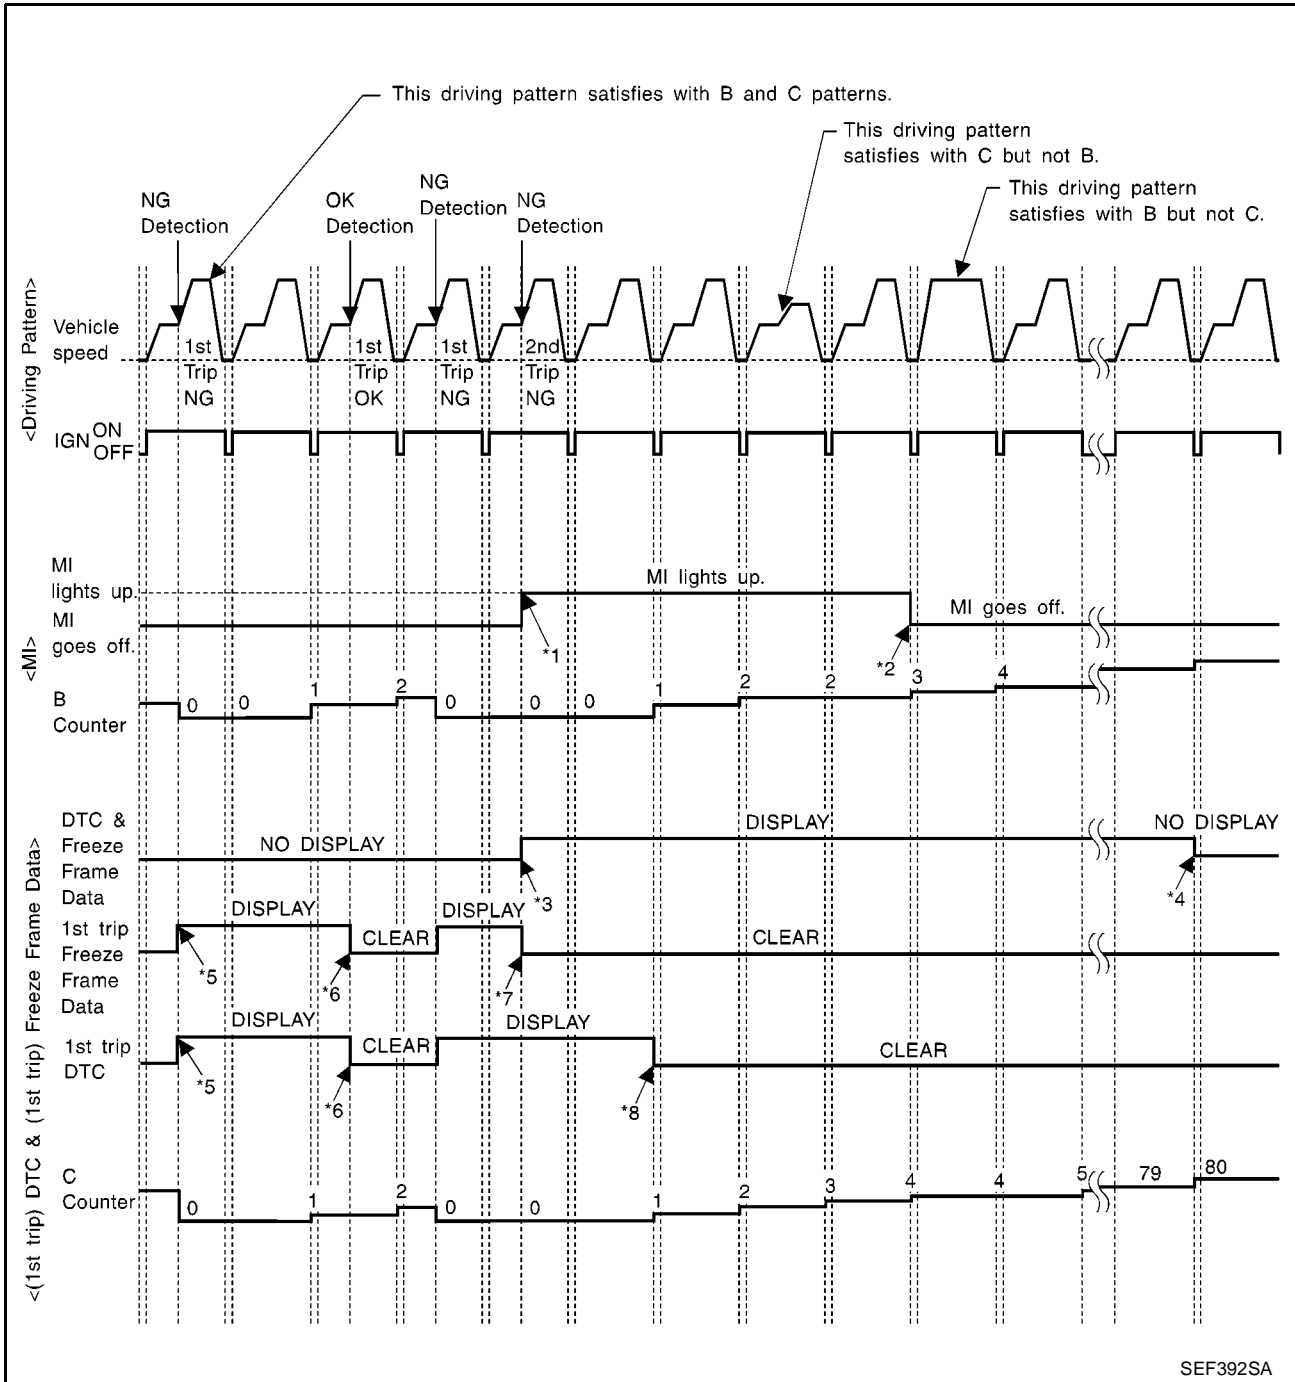 This driving pattern satisfies with B and C patterns.
This driving pattern
satisfies with C but not B.
This driving pattern
satisfies with B but not C.
NG
Detection
OK
Detection
NG
Detection
NG
Detection
<Driving Pattern>
Vehicle
speed
1st
Trip
NG
1st
Trip
OK
1st
Trip
NG
2nd
Trip
NG
IGN ON
OFF
<MI>
MI
lights up.
MI
goes off.
MI lights up.
MI goes off.
*1
*2
B
Counter
0 0 1 2 0 0 0 1 2 2 3 4
<(1st trip) DTC & (1st trip) Freeze Frame Data>
DTC &
Freeze
Frame
Data
NO DISPLAY
DISPLAY
NO DISPLAY
*3
*4
1st trip
Freeze
Frame
Data
DISPLAY
CLEAR
DISPLAY
CLEAR
*5
*6
*7
1st trip
DTC
DISPLAY
CLEAR
DISPLAY
CLEAR
*5
*6
*8
C
Counter
0 1 2 0 0 1 2 3 4 4 5 79 80
SEF392SA